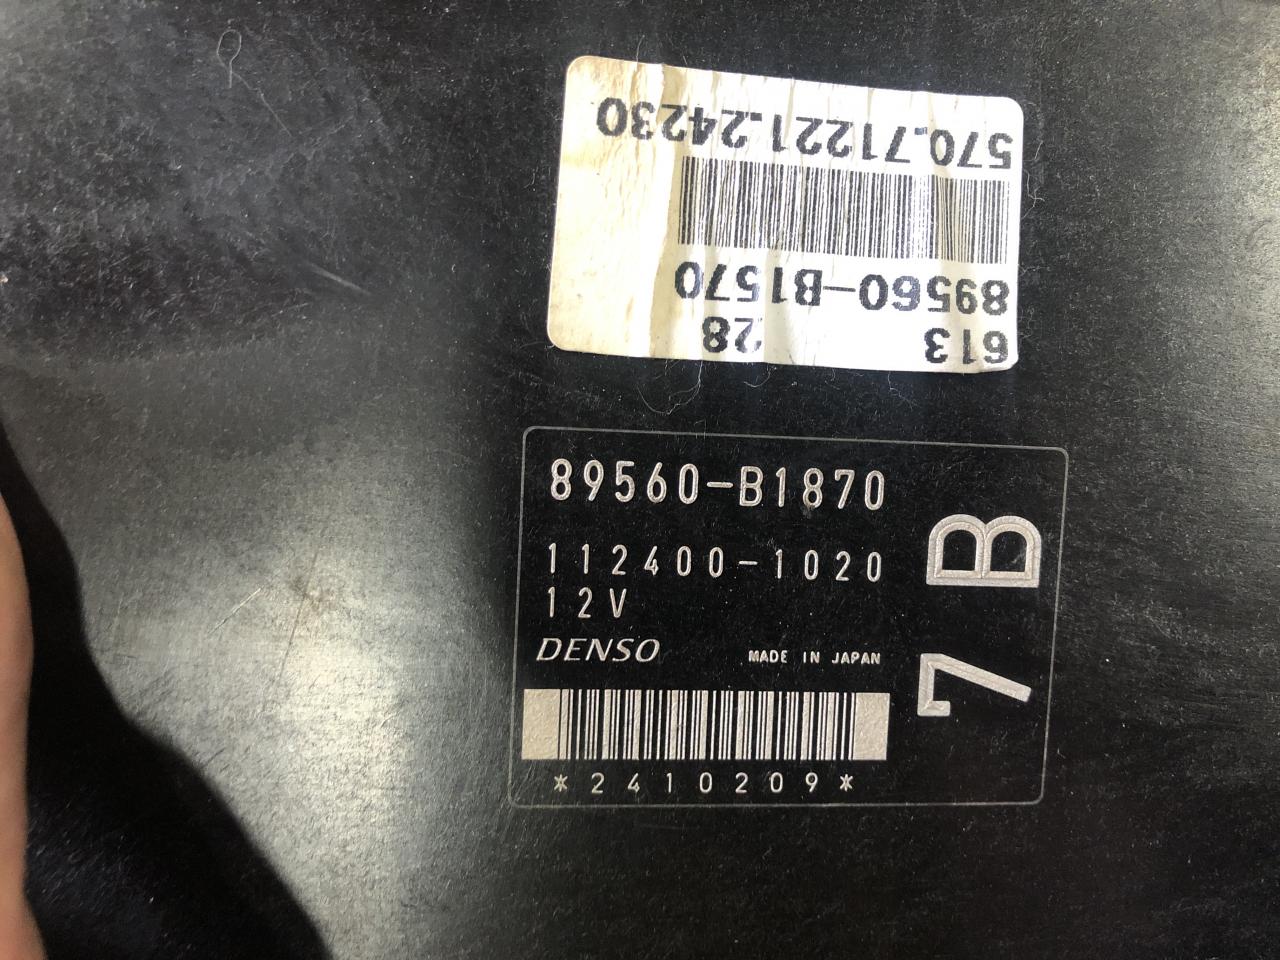 613 28
89560-B1570
570.71221.24230
89560-B1870
112400-1020
12V
DENSO MADE IN JAPAN
*2410209*
7B